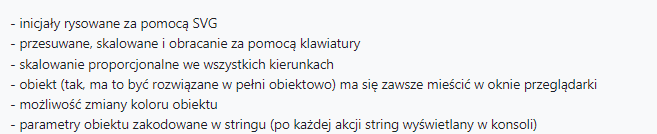 - inicjały rysowane za pomocą SVG
- przesuwane, skalowane i obracanie za pomocą klawiatury
- skalowanie proporcjonalne we wszystkich kierunkach
- obiekt (tak, ma to być rozwiązane w pełni obiektowo) ma się zawsze mieścić w oknie przeglądarki
- możliwość zmiany koloru obiektu
- parametry obiektu zakodowane w stringu (po każdej akcji string wyświetlany w konsoli)